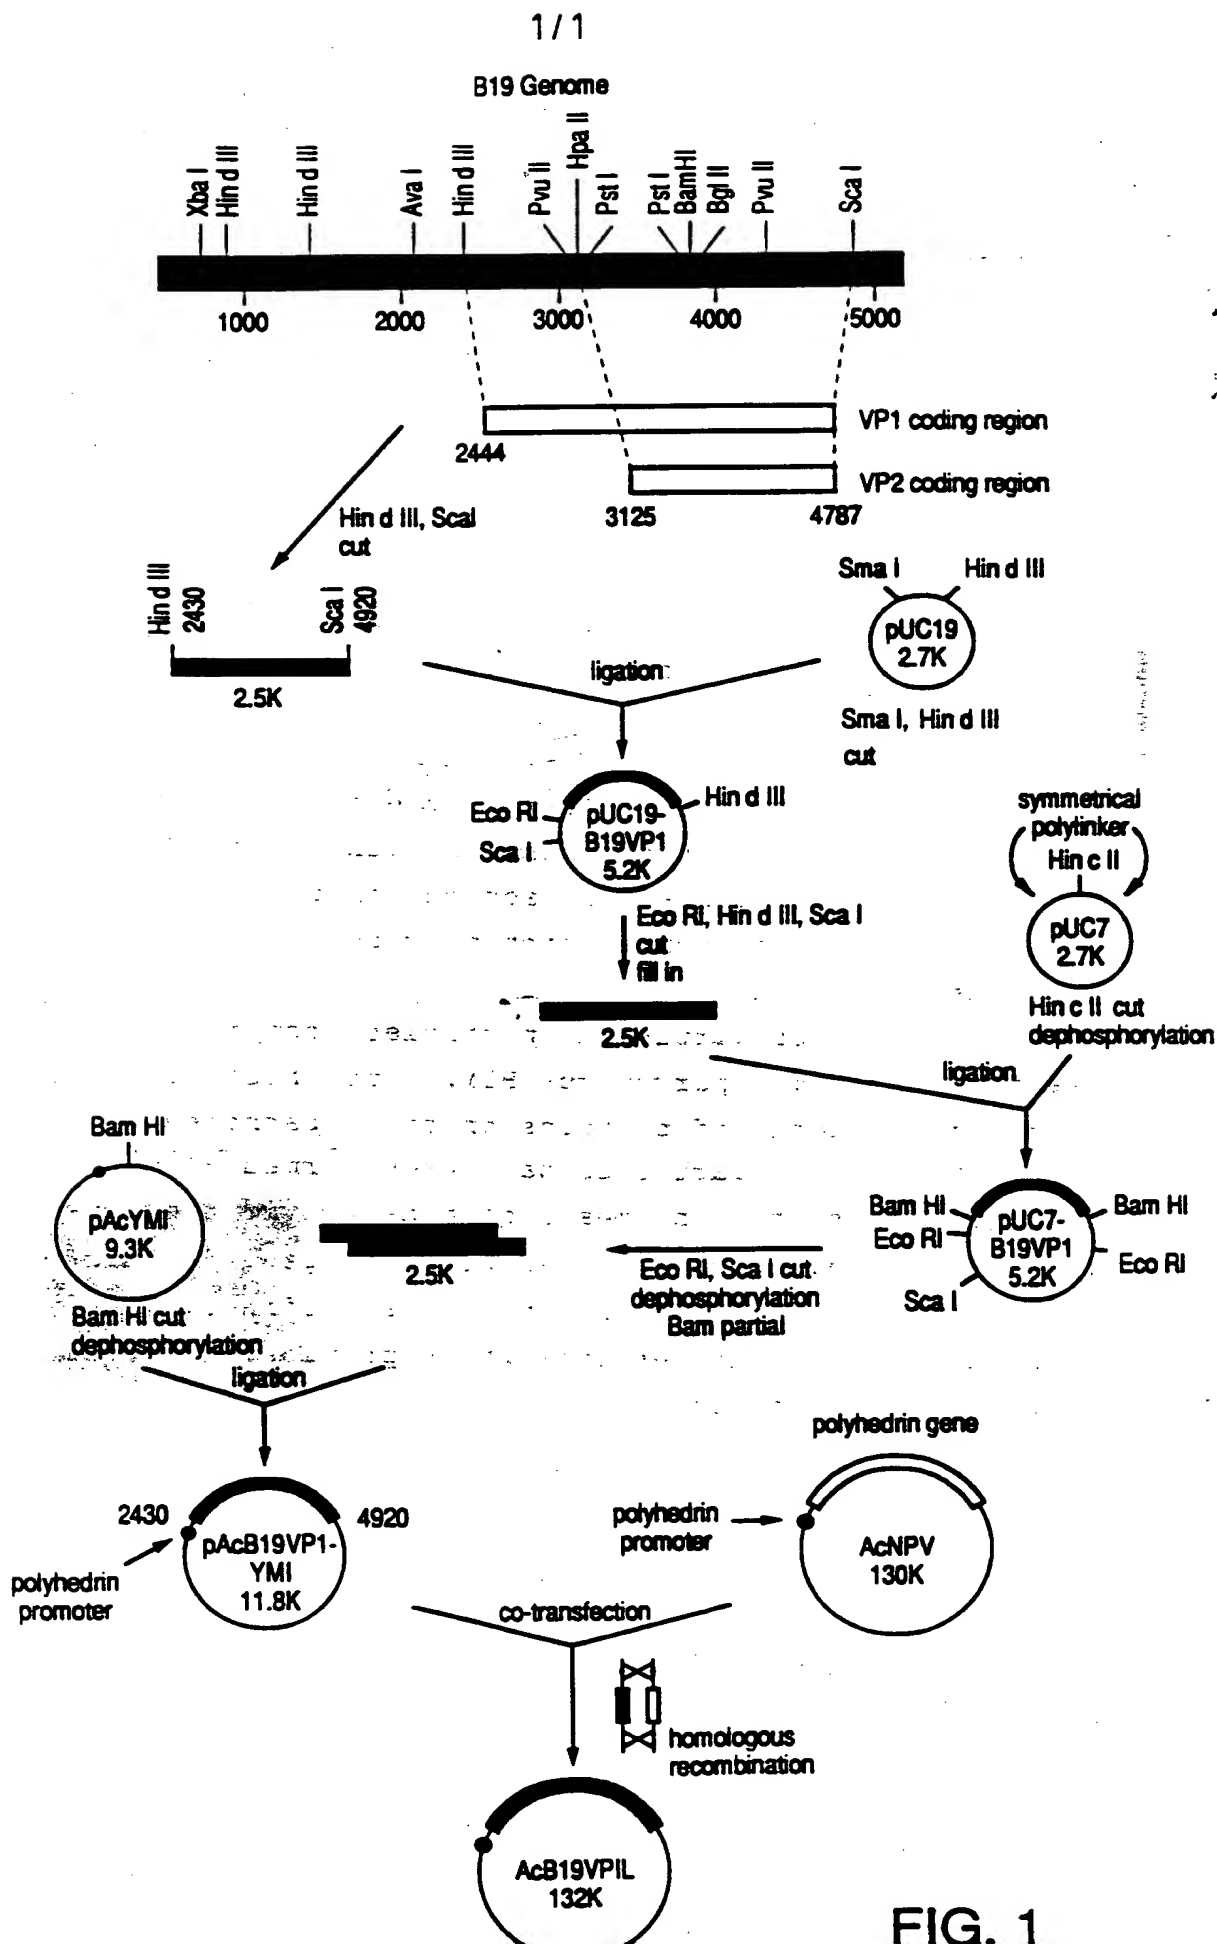 1/1
B19 Genome
Xba I
Hin d III
Hin d III
Ava I
Hin d III
Pvu II
Hpa II
Pst I
Pst I
BamHI
Bgl II
Pvu II
Sca I
1000
2000
3000
4000
5000
VP1 coding region
2444
VP2 coding region
3125
4787
Hin d III, ScaI
cut
Hin d III
2430
Sca I
4920
2.5K
Sma I
Hin d III
pUC19
2.7K
ligation
Sma I, Hin d III
cut
Eco RI
Sca I
Hin d III
pUC19-
B19VP1
5.2K
symmetrical
polylinker
Hin c II
pUC7
2.7K
Eco RI, Hin d III, Sca I
cut
fill in
2.5K
Hin c II cut
dephosphorylation
ligation
Bam HI
pAcYMI
9.3K
Bam HI cut
dephosphorylation
2.5K
Eco RI, Sca I cut
dephosphorylation
Bam partial
Bam HI
Eco RI
Sca I
pUC7-
B19VP1
5.2K
Bam HI
Eco RI
ligation
2430
4920
pAcB19VP1-
YMI
11.8K
polyhedrin
promoter
polyhedrin gene
polyhedrin
promoter
AcNPV
130K
co-transfection
homologous
recombination
AcB19VPIL
132K
FIG. 1